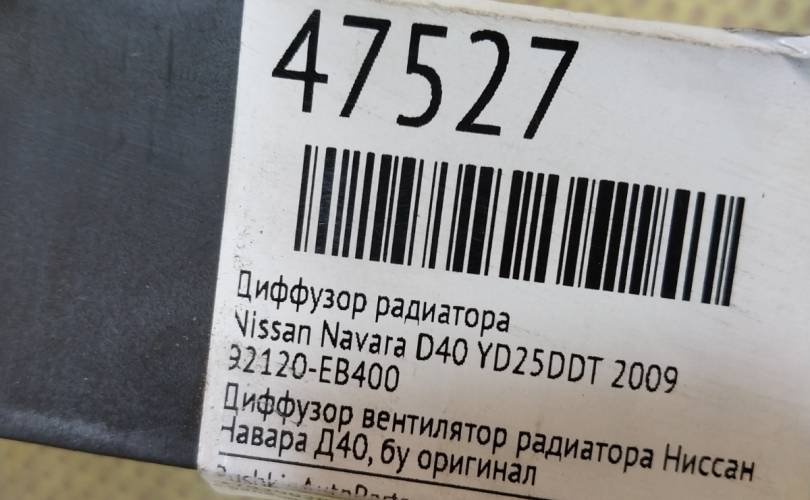 47527
Диффузор радиатора
Nissan Navara D40 YD25DDT 2009
92120-EB400
Диффузор вентилятор радиатора Ниссан
Навара Д40, бу оригинал